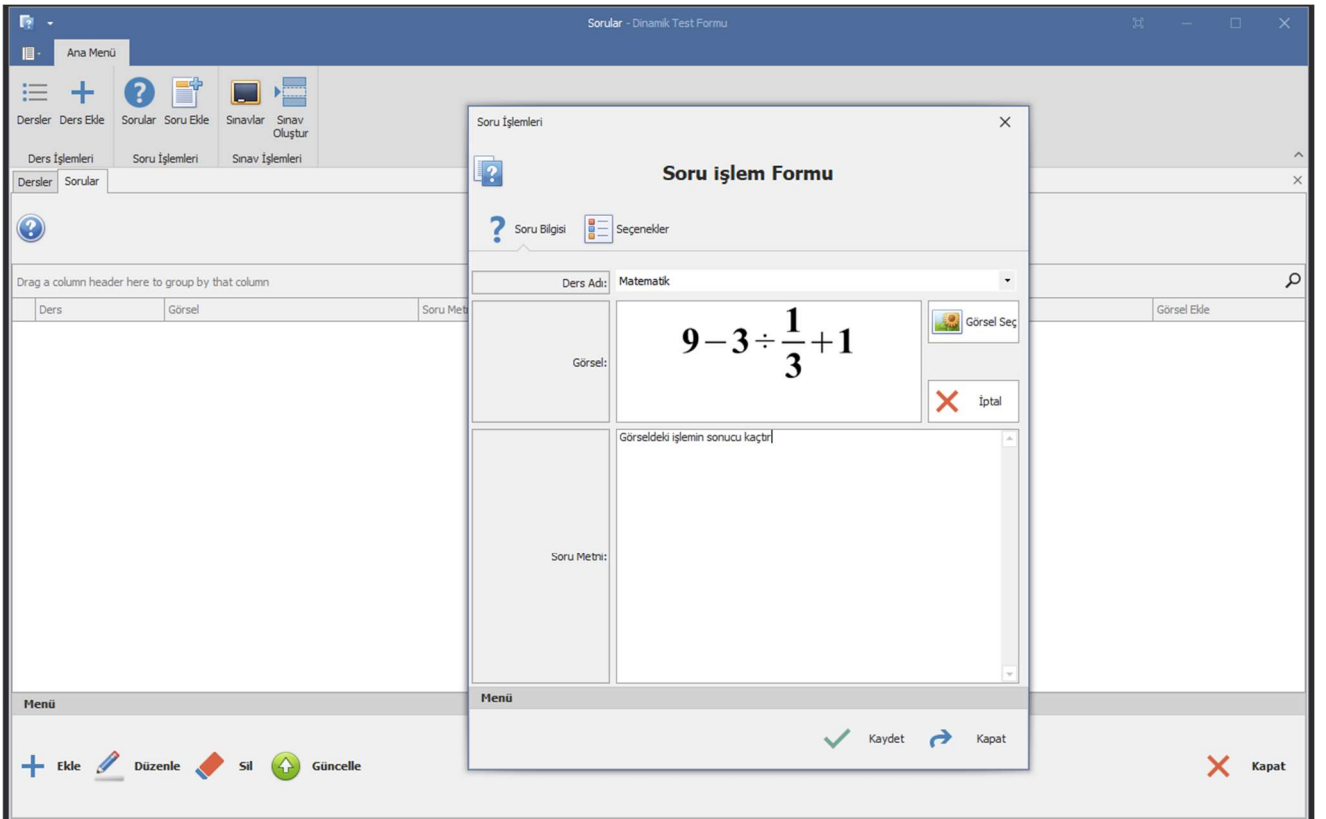 Sorular - Dinamik Test Formu
Ana Menü
Dersler Ders Ekle Sorular Soru Ekle Sınavlar Sınav Oluştur
Ders İşlemleri Soru İşlemleri Sınav İşlemleri
Dersler Sorular
Drag a column header here to group by that column
Ders Görsel Soru Met Görsel Ekle
Soru İşlemleri
Soru işlem Formu
Soru Bilgisi Seçenekler
Ders Adı: Matematik
Görsel:
9−3÷1/3+1
Görsel Seç
İptal
Soru Metni:
Görseldeki işlemin sonucu kaçtır
Menü
Kaydet Kapat
Menü
Ekle Düzenle Sil Güncelle Kapat